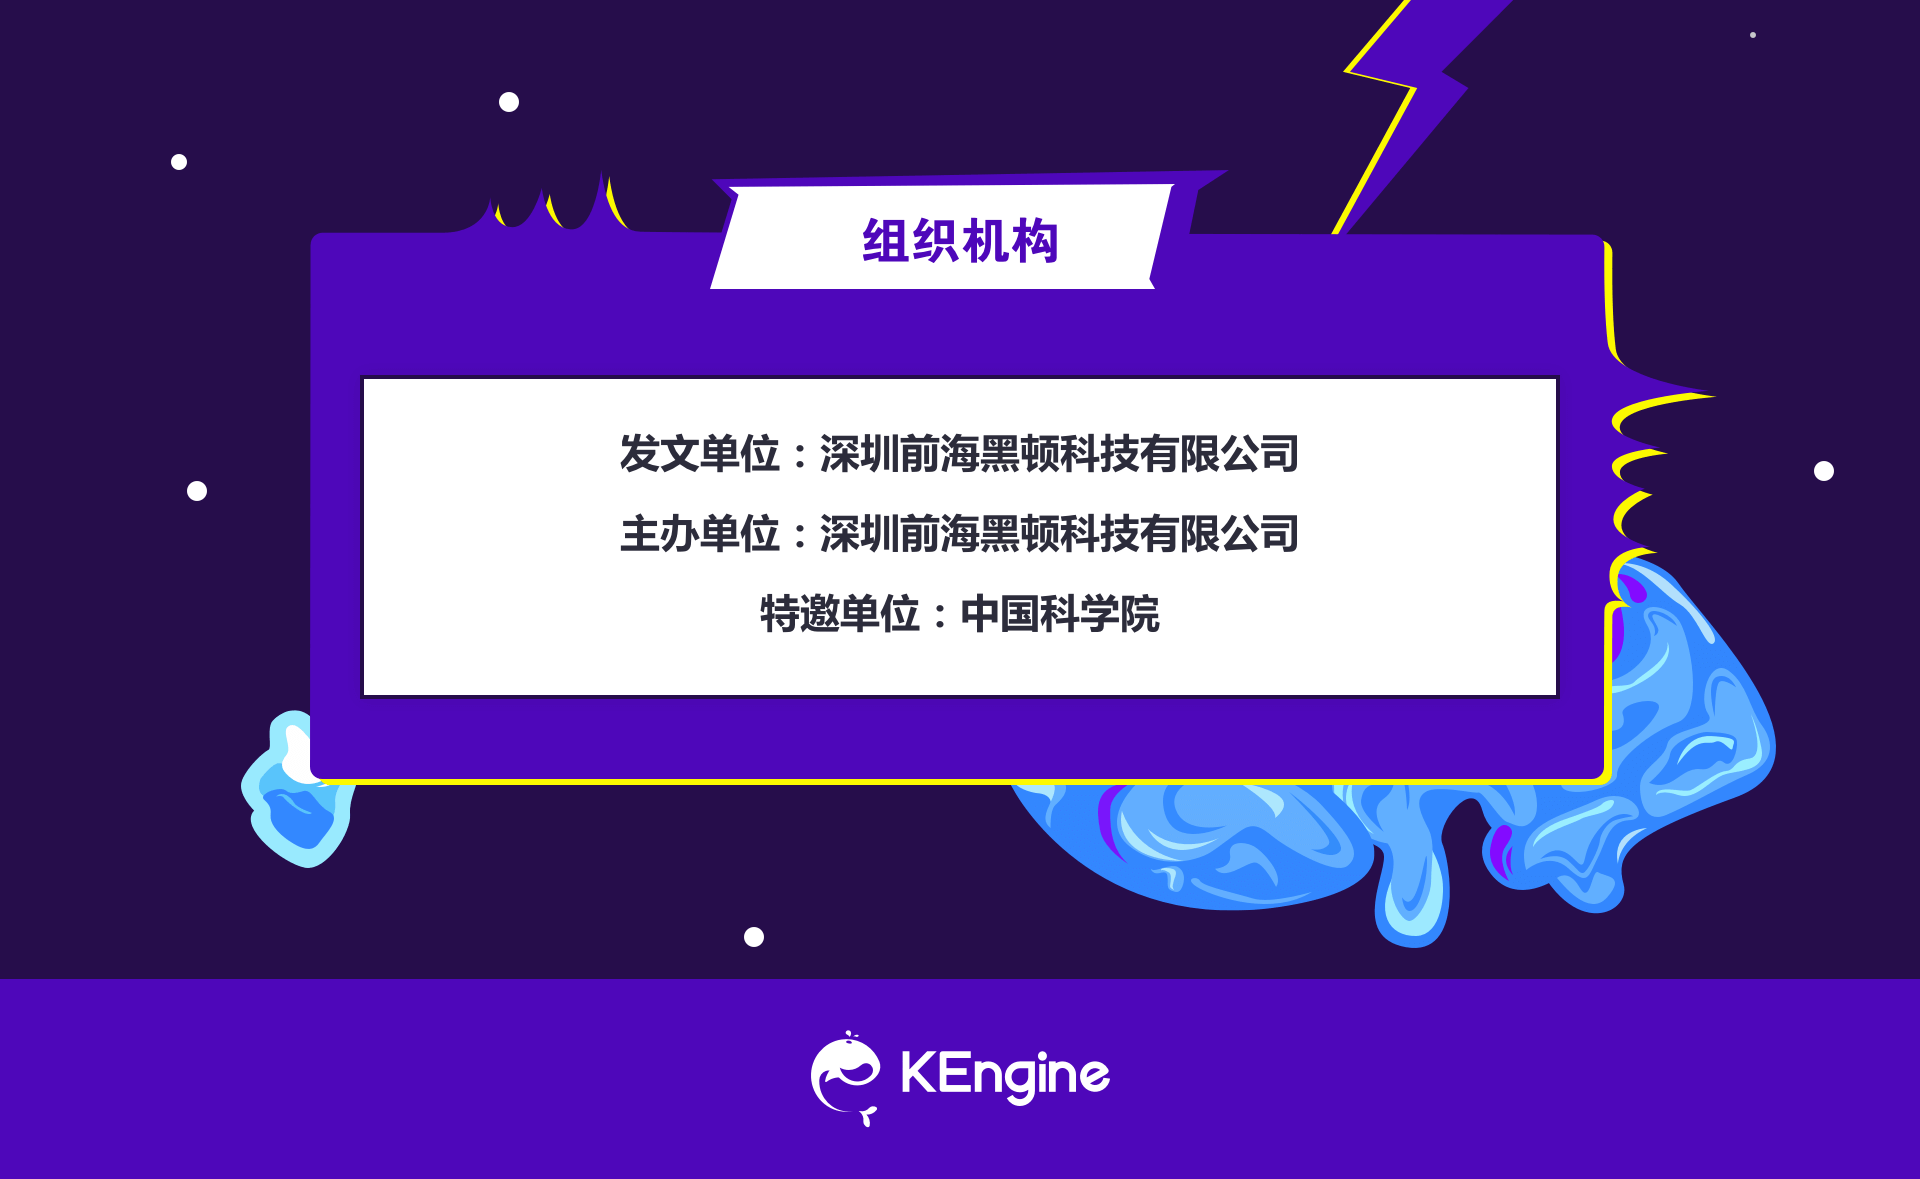 组织机构
发文单位：深圳前海黑顿科技有限公司
主办单位：深圳前海黑顿科技有限公司
特邀单位：中国科学院
KEngine